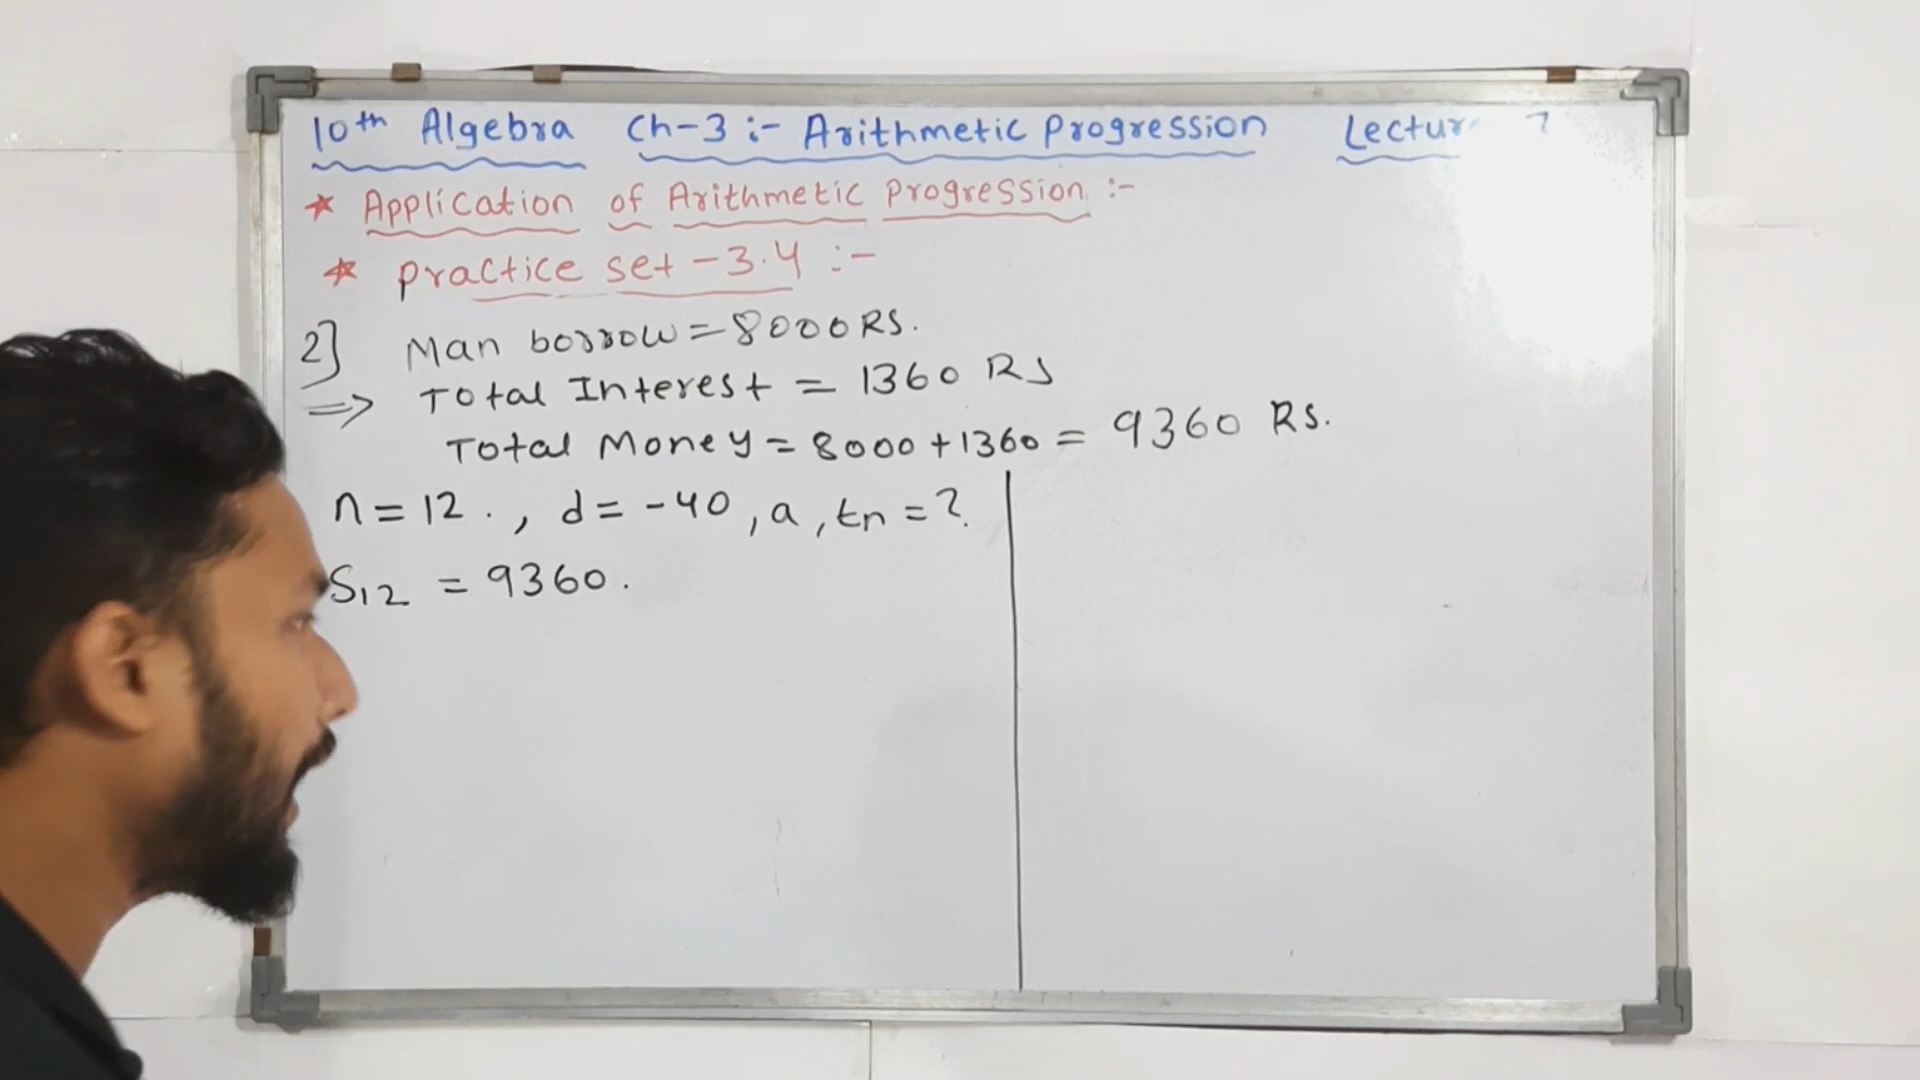 10th Algebra Ch-3 :- Arithmetic Progression
* Application of Arithmetic Progression :-
* Practice set - 3.4 :-
2] Man borrow = 8000 RS.
=> Total Interest = 1360 RS
Total Money = 8000 + 1360 = 9360 RS.
n = 12 . , d = -40 , a , tn = ?
S12 = 9360 .